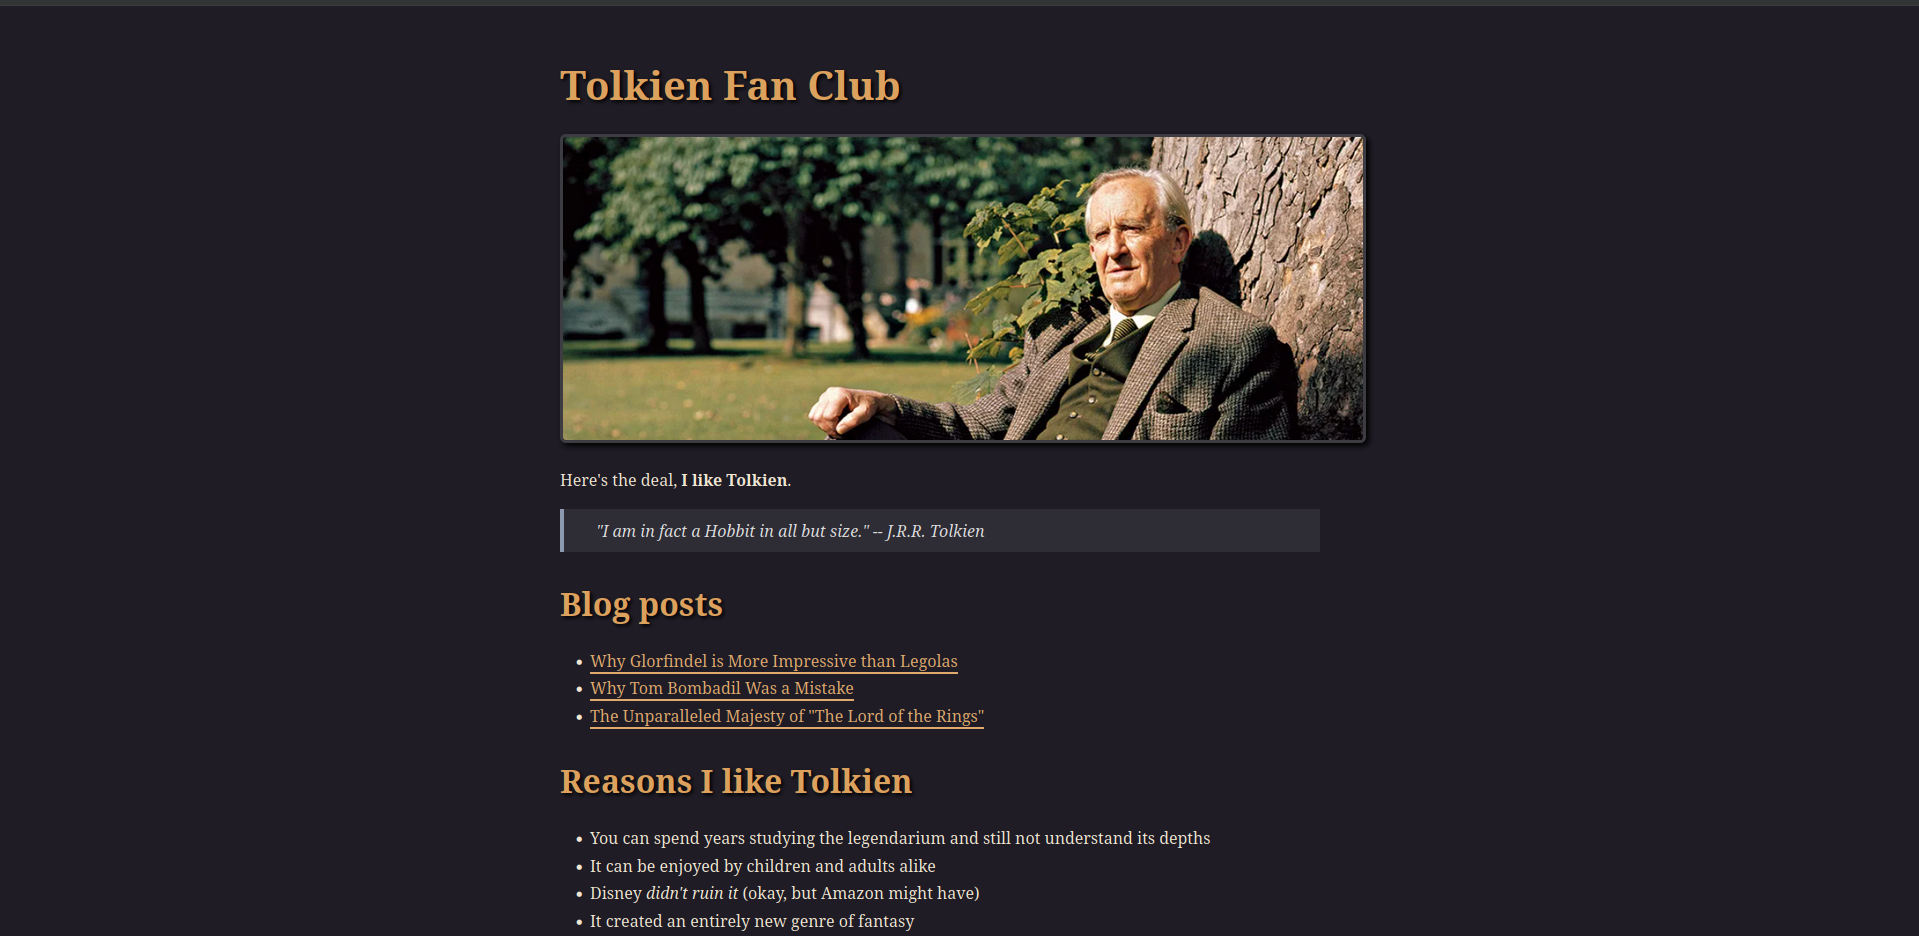 Tolkien Fan Club
Here's the deal, I like Tolkien.
"I am in fact a Hobbit in all but size." -- J.R.R. Tolkien
Blog posts
• Why Glorfindel is More Impressive than Legolas
• Why Tom Bombadil Was a Mistake
• The Unparalleled Majesty of "The Lord of the Rings"
Reasons I like Tolkien
• You can spend years studying the legendarium and still not understand its depths
• It can be enjoyed by children and adults alike
• Disney didn't ruin it (okay, but Amazon might have)
• It created an entirely new genre of fantasy